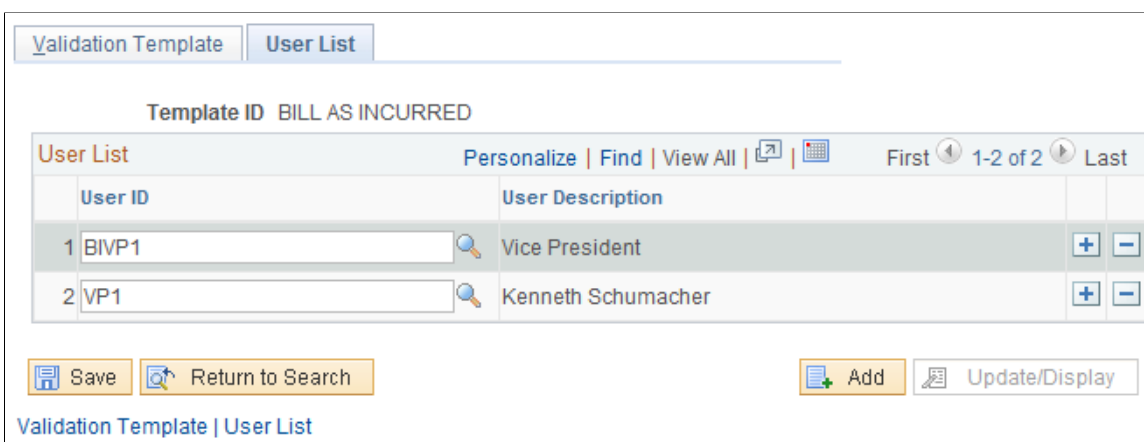 Validation Template User List
Template ID BILL AS INCURRED
User List Personalize | Find | View All | | First 1-2 of 2 Last
User ID User Description
1 BIVP1 Vice President + −
2 VP1 Kenneth Schumacher + −
Save Return to Search Add Update/Display
Validation Template | User List